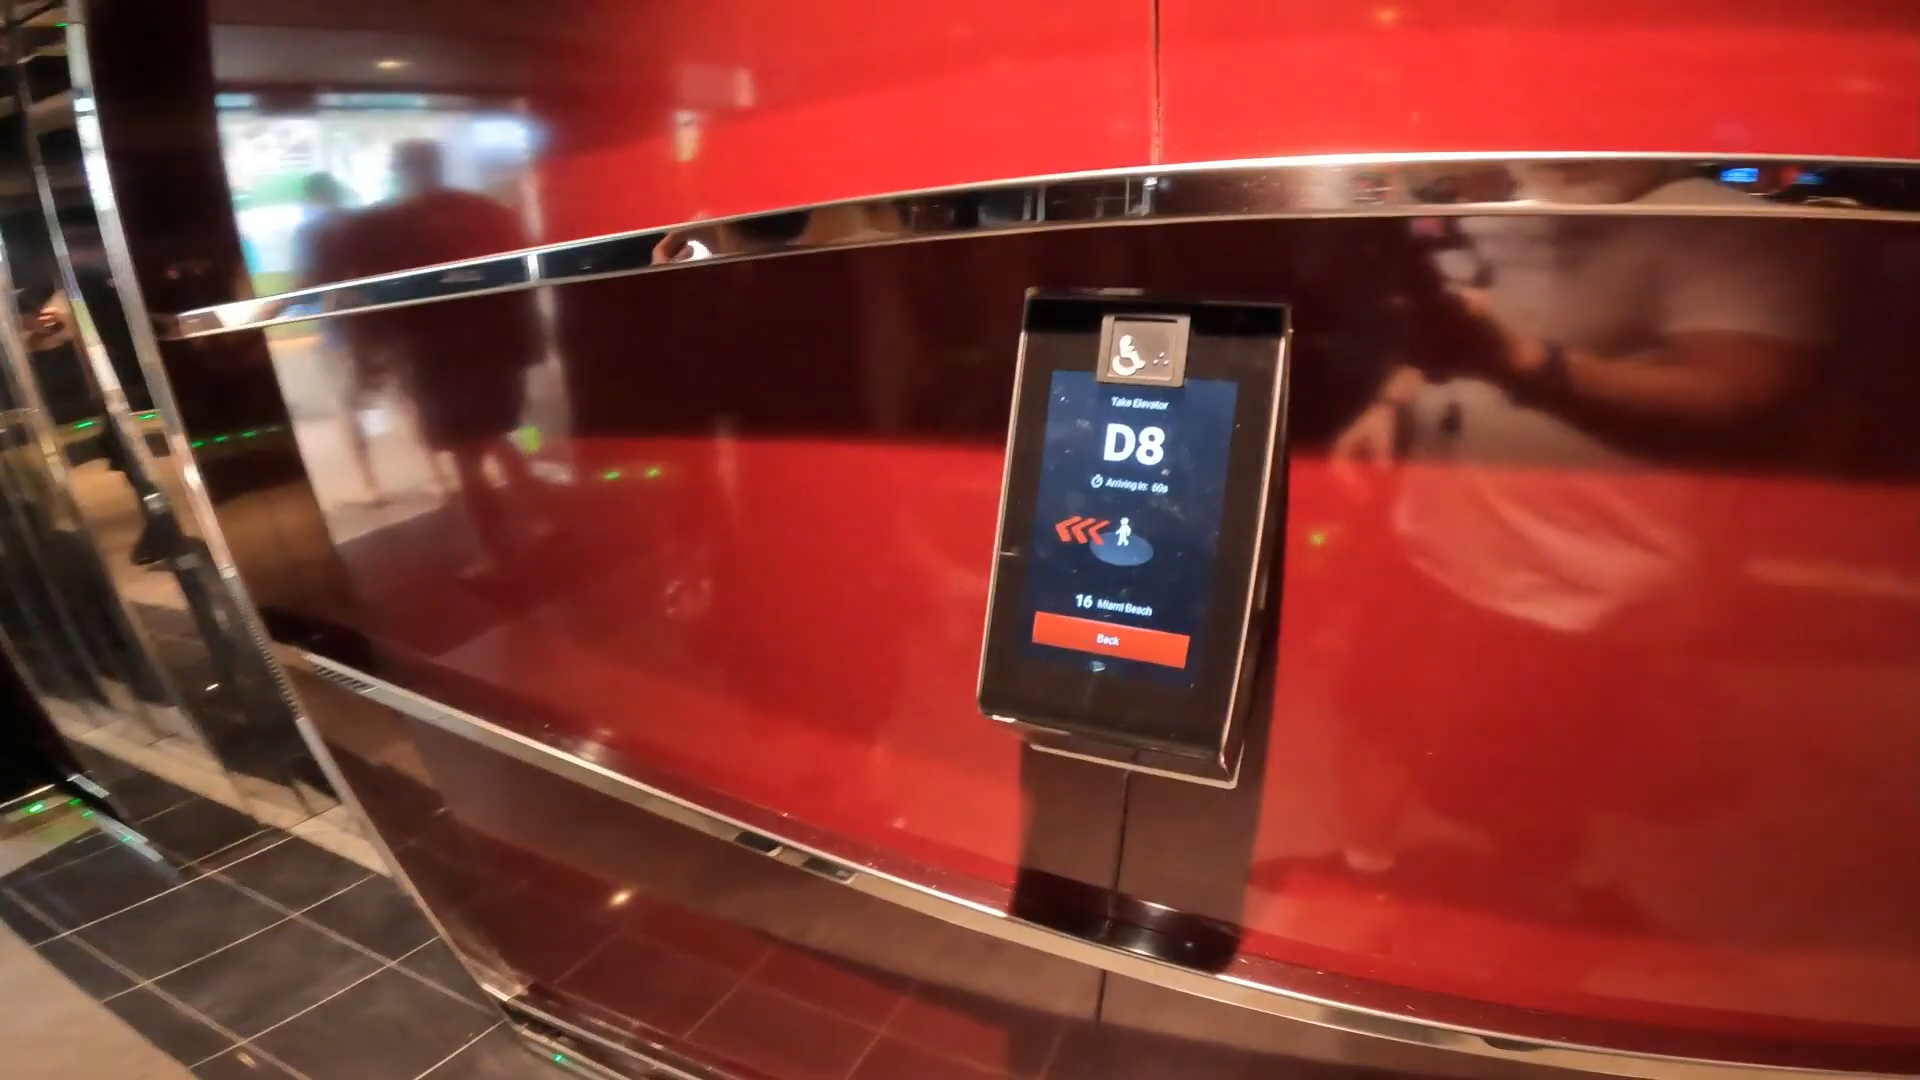 Take Elevator
D8
Arriving in: 60s
16 Miami Beach
Back